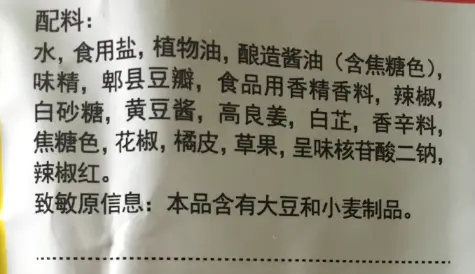 配料：
水, 食用盐, 植物油, 酿造酱油（含焦糖色),
味精, 郫县豆瓣, 食品用香精香料, 辣椒,
白砂糖, 黄豆酱, 高良姜, 白芷, 香辛料,
焦糖色, 花椒, 橘皮, 草果, 呈味核苷酸二钠,
辣椒红。
致敏原信息：本品含有大豆和小麦制品。